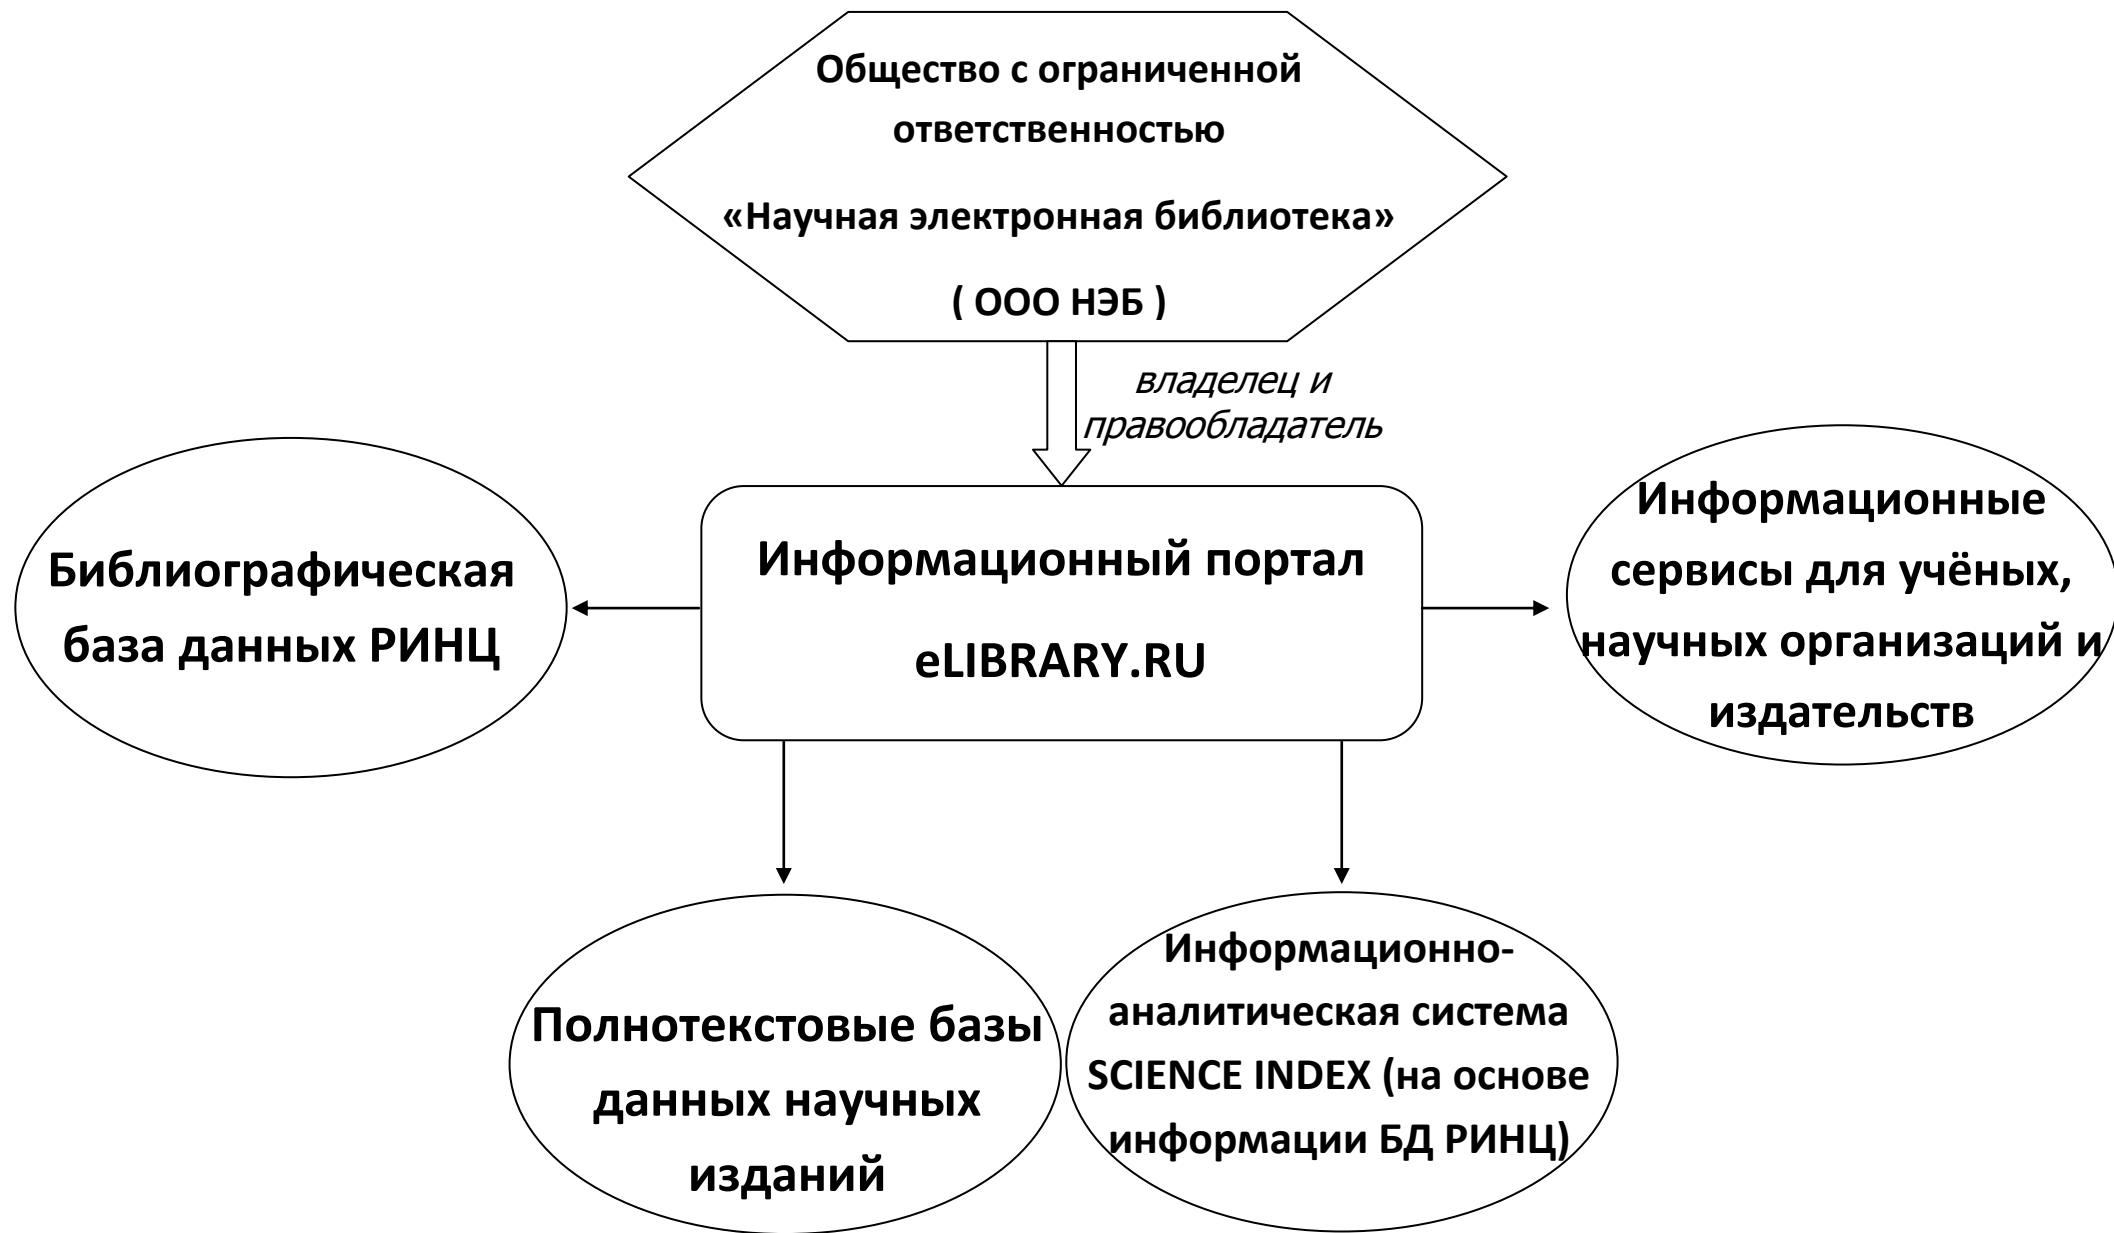 Общество с ограниченной
ответственностью
«Научная электронная библиотека»
( ООО НЭБ )
владелец и
правообладатель
Библиографическая
база данных РИНЦ
Информационный портал
eLIBRARY.RU
Информационные
сервисы для учёных,
научных организаций и
издательств
Полнотекстовые базы
данных научных
изданий
Информационно-
аналитическая система
SCIENCE INDEX (на основе
информации БД РИНЦ)